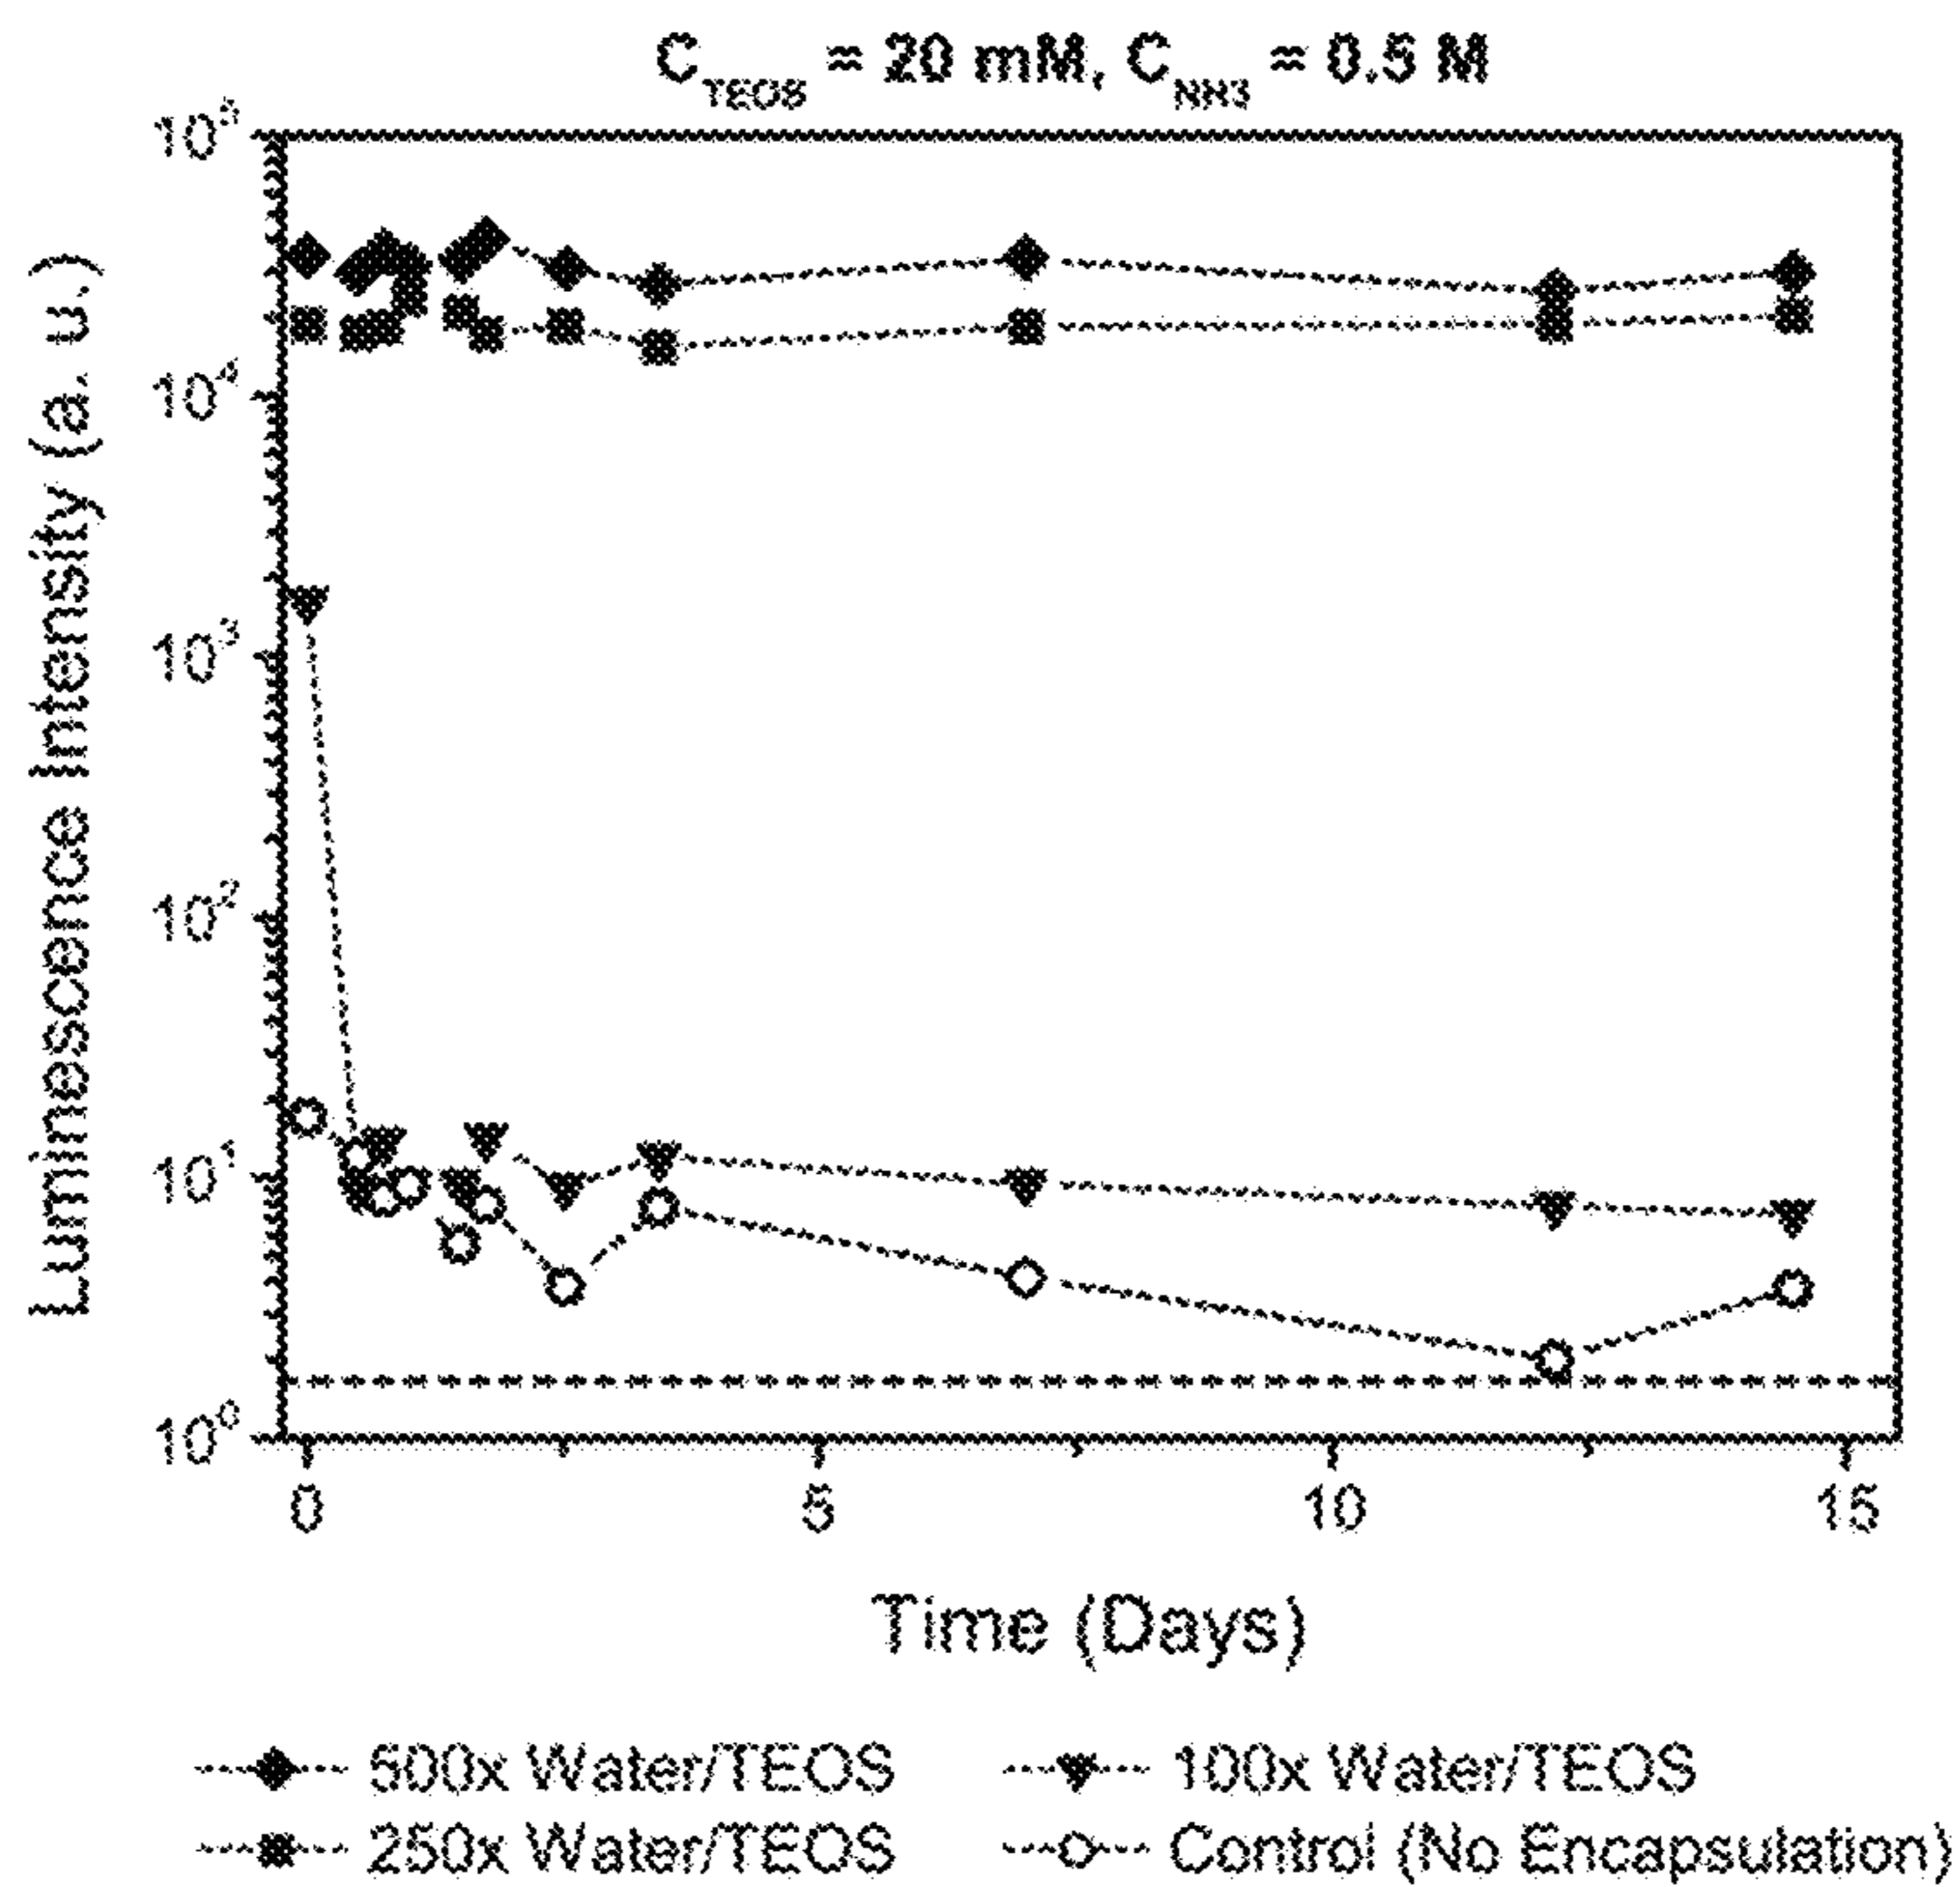 C_TEOS = 20 mM, C_NH3 = 0.5 M
Luminescence Intensity (a. u.)
10^5
10^4
10^3
10^2
10^1
10^0
0 5 10 15
Time (Days)
500x Water/TEOS
100x Water/TEOS
250x Water/TEOS
Control (No Encapsulation)